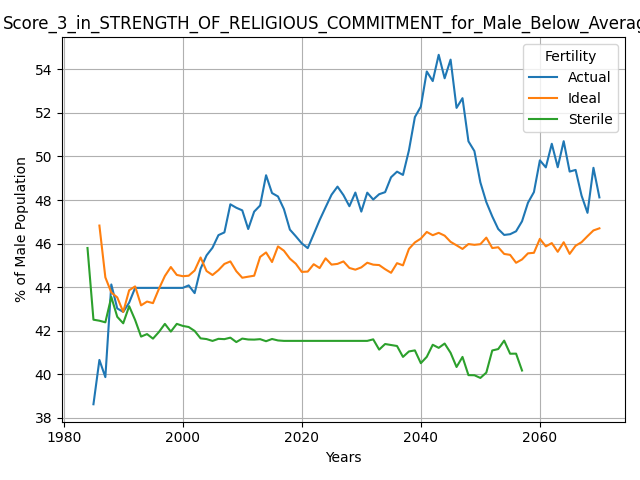 Score_3_in_STRENGTH_OF_RELIGIOUS_COMMITMENT_for_Male_Below_Averag
Fertility
Actual
Ideal
Sterile
% of Male Population
54
52
50
48
46
44
42
40
38
1980
2000
2020
2040
2060
Years